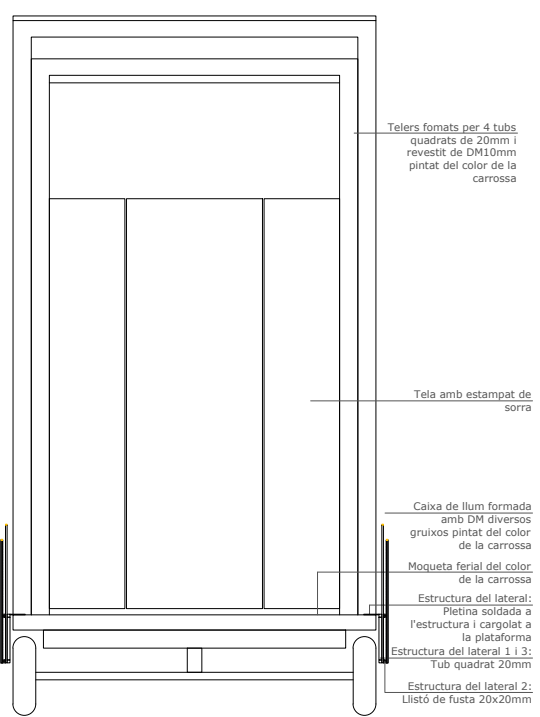 Telers fomats per 4 tubs
quadrats de 20mm i
revestit de DM10mm
pintat del color de la
carrossa
Tela amb estampat de
sorra
Caixa de llum formada
amb DM diversos
gruixos pintat del color
de la carrossa
Moqueta ferial del color
de la carrossa
Estructura del lateral:
Pletina soldada a
l'estructura i cargolat a
la plataforma
Estructura del lateral 1 i 3:
Tub quadrat 20mm
Estructura del lateral 2:
Llistó de fusta 20x20mm